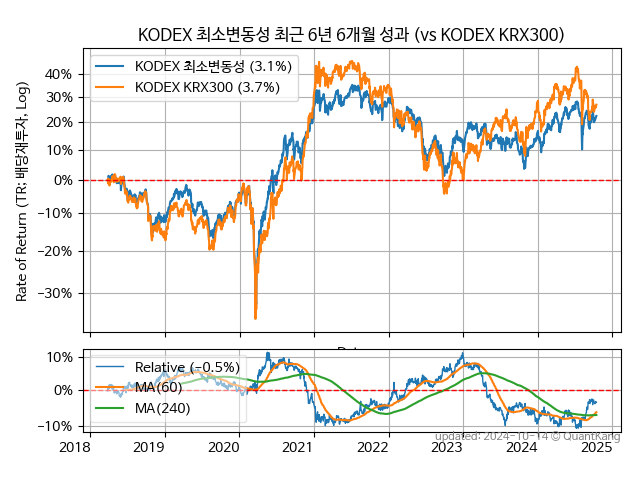 KODEX 최소변동성 최근 6년 6개월 성과 (vs KODEX KRX300)
Rate of Return (TR: 배당재투자, Log)
40%
30%
20%
10%
0%
−10%
−20%
−30%
KODEX 최소변동성 (3.1%)
KODEX KRX300 (3.7%)
10%
0%
−10%
Relative (−0.5%)
MA(60)
MA(240)
updated: 2024-10-14 © QuantKang
2018
2019
2020
2021
2022
2023
2024
2025